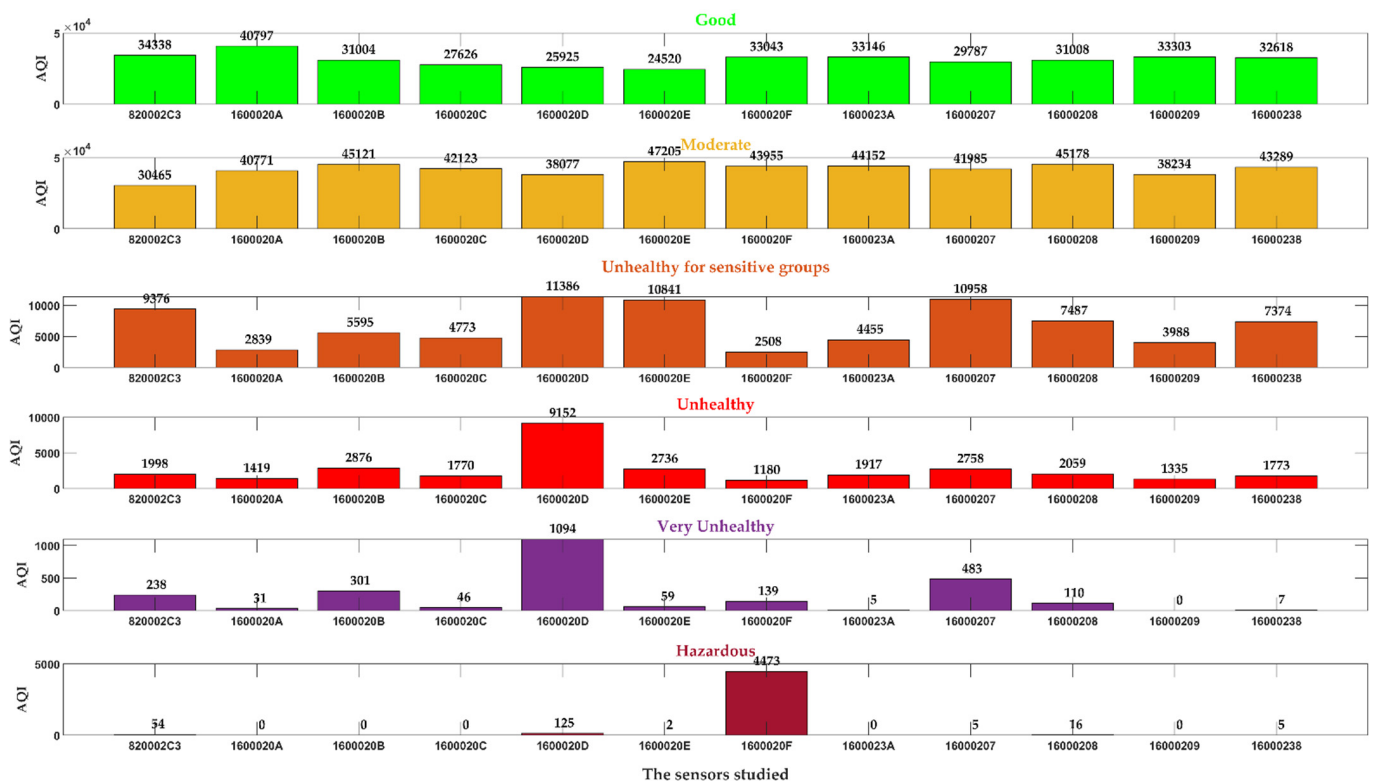 Good
×10⁴
5
34338 40797 31004 27626 25925 24520 33043 33146 29787 31008 33303 32618
AQI
0
820002C3 1600020A 1600020B 1600020C 1600020D 1600020E 1600020F 1600023A 16000207 16000208 16000209 16000238
Moderate
×10⁴
5
30465 40771 45121 42123 38077 47205 43955 44152 41985 45178 38234 43289
AQI
0
820002C3 1600020A 1600020B 1600020C 1600020D 1600020E 1600020F 1600023A 16000207 16000208 16000209 16000238
Unhealthy for sensitive groups
9376 2839 5595 4773 11386 10841 2508 4455 10958 7487 3988 7374
10000
5000
AQI
0
820002C3 1600020A 1600020B 1600020C 1600020D 1600020E 1600020F 1600023A 16000207 16000208 16000209 16000238
Unhealthy
10000
1998 1419 2876 1770 9152 2736 1180 1917 2758 2059 1335 1773
5000
AQI
0
820002C3 1600020A 1600020B 1600020C 1600020D 1600020E 1600020F 1600023A 16000207 16000208 16000209 16000238
Very Unhealthy
238 31 301 46 1094 59 139 5 483 110 0 7
1000
500
AQI
0
820002C3 1600020A 1600020B 1600020C 1600020D 1600020E 1600020F 1600023A 16000207 16000208 16000209 16000238
Hazardous
5000
54 0 0 0 125 2 4473 0 5 16 0 5
AQI
0
820002C3 1600020A 1600020B 1600020C 1600020D 1600020E 1600020F 1600023A 16000207 16000208 16000209 16000238
The sensors studied